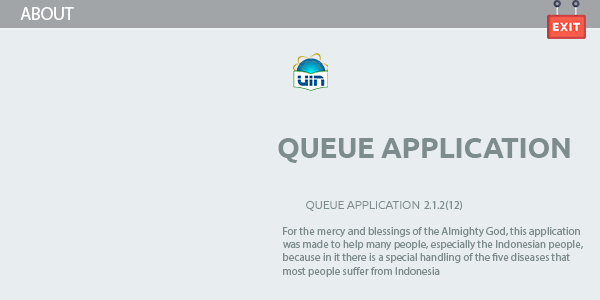 ABOUT
EXIT
uin
QUEUE APPLICATION
QUEUE APPLICATION 2.1.2(12)
For the mercy and blessings of the Almighty God, this application
was made to help many people, especially the Indonesian people,
because in it there is a special handling of the five diseases that
most people suffer from Indonesia